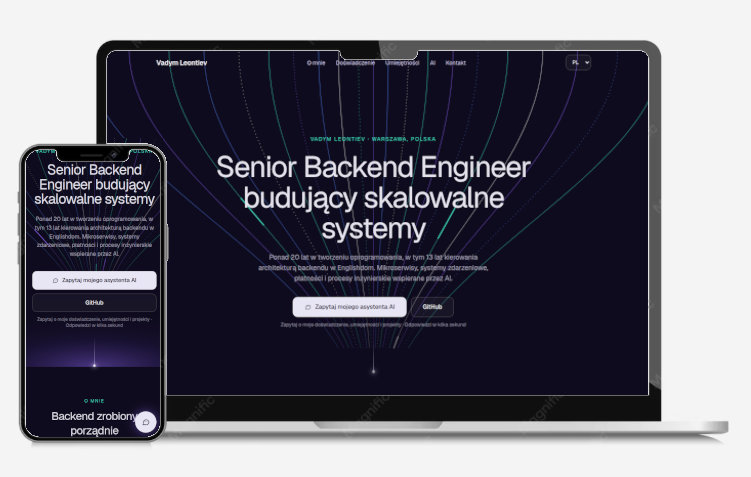 Vadym Leontiev
O mnie Doświadczenie Umiejętności AI Kontakt
PL
VADYM LEONTIEV · WARSZAWA, POLSKA
Senior Backend Engineer
budujący skalowalne
systemy
Ponad 20 lat w tworzeniu oprogramowania, w tym 13 lat kierowania
architekturą backendu w Englishdom. Mikroserwisy, systemy zdarzeniowe,
płatności i procesy inżynierskie wspierane przez AI.
Zapytaj mojego asystenta AI
GitHub
Zapytaj o moje doświadczenie, umiejętności i projekty · Odpowiedzi w kilka sekund
Senior Backend
Engineer budujący
skalowalne systemy
Ponad 20 lat w tworzeniu oprogramowania, w
tym 13 lat kierowania architekturą backendu w
Englishdom. Mikroserwisy, systemy
zdarzeniowe, płatności i procesy inżynierskie
wspierane przez AI.
Zapytaj mojego asystenta AI
GitHub
Zapytaj o moje doświadczenie, umiejętności i projekty ·
Odpowiedzi w kilka sekund
O MNIE
Backend zrobiony
porządnie
Magnific